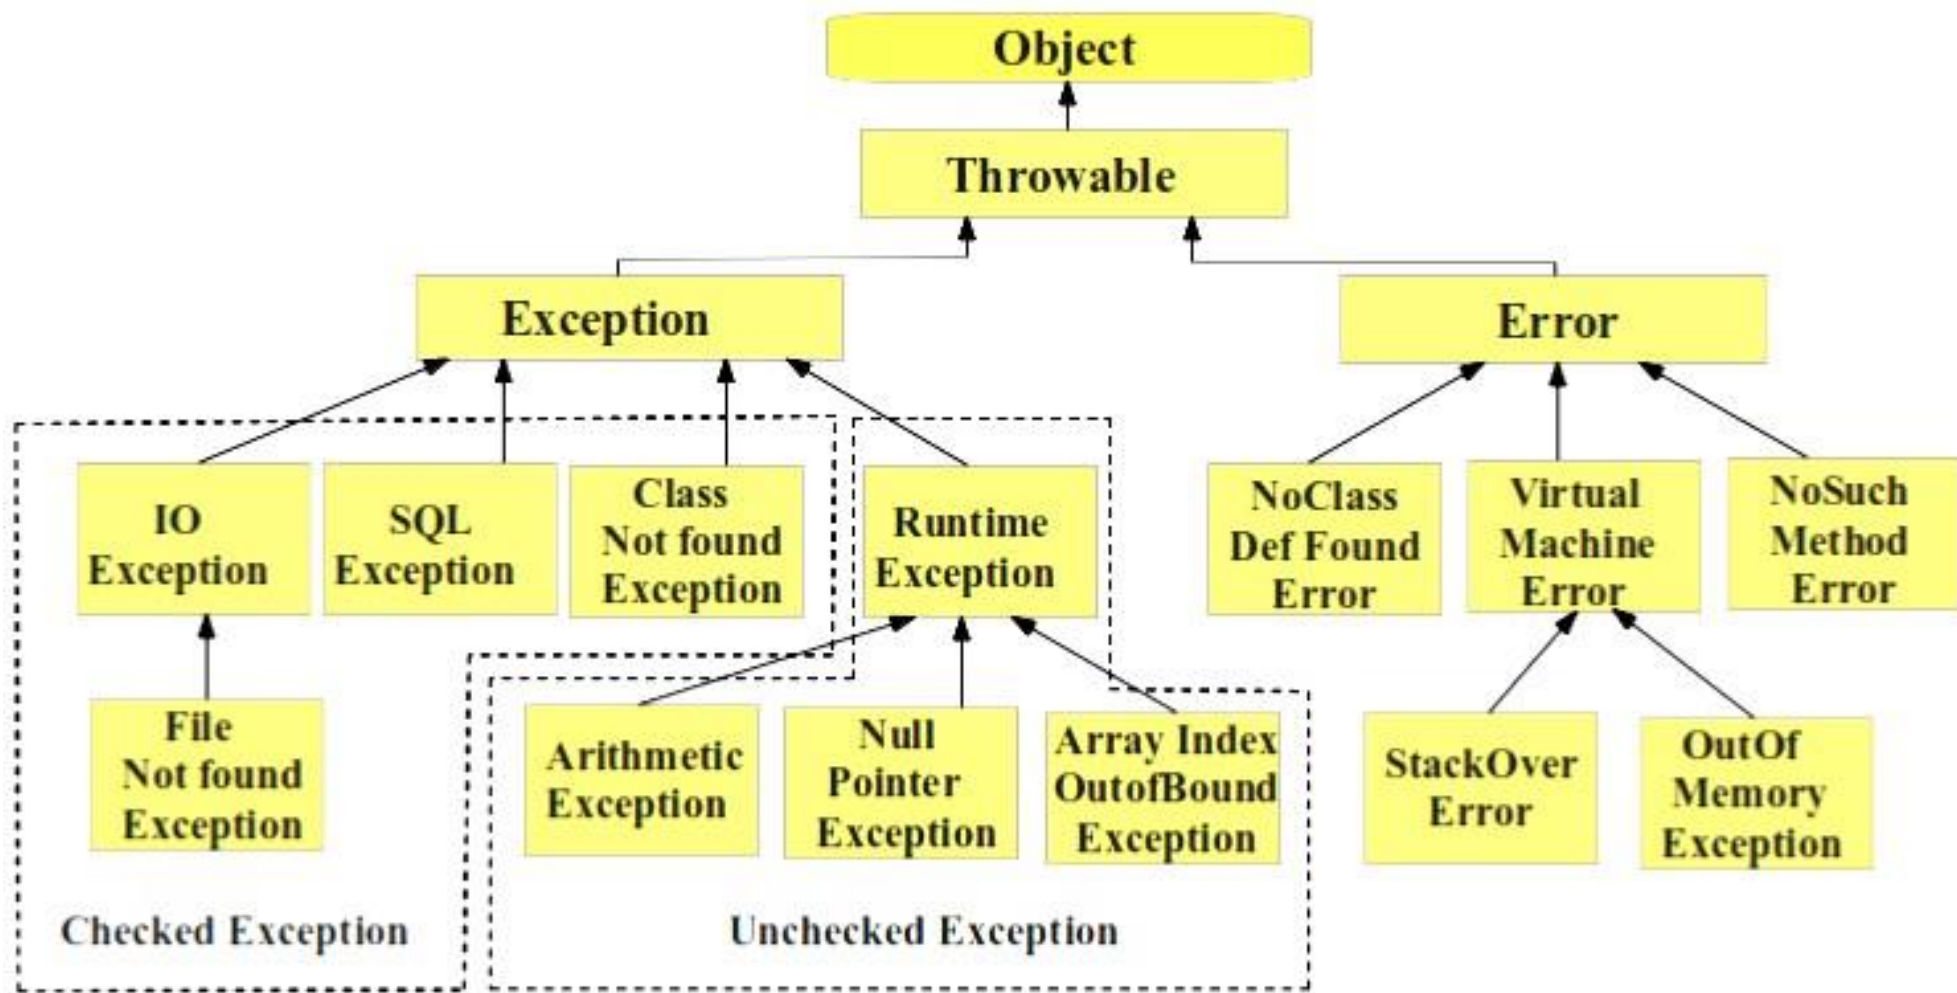 Object
Throwable
Exception
Error
IO
Exception
SQL
Exception
Class
Not found
Exception
Runtime
Exception
NoClass
Def Found
Error
Virtual
Machine
Error
NoSuch
Method
Error
File
Not found
Exception
Arithmetic
Exception
Null
Pointer
Exception
Array Index
OutofBound
Exception
StackOver
Error
OutOf
Memory
Exception
Checked Exception
Unchecked Exception